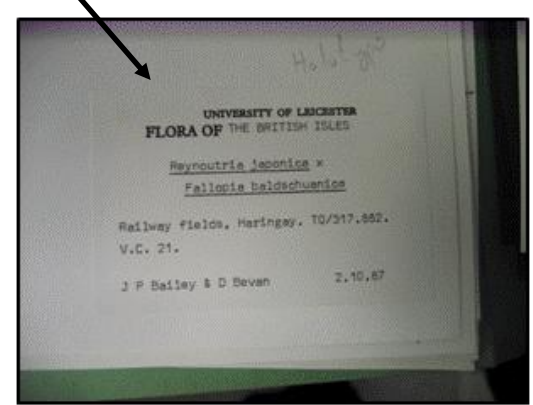 UNIVERSITY OF LEICESTER
FLORA OF THE BRITISH ISLES
Reynoutria japonica x
Fallopia baldschuanica
Railway fields, Haringay. TQ/317.882.
V.C. 21.
J P Bailey & D Bevan 2.10.87